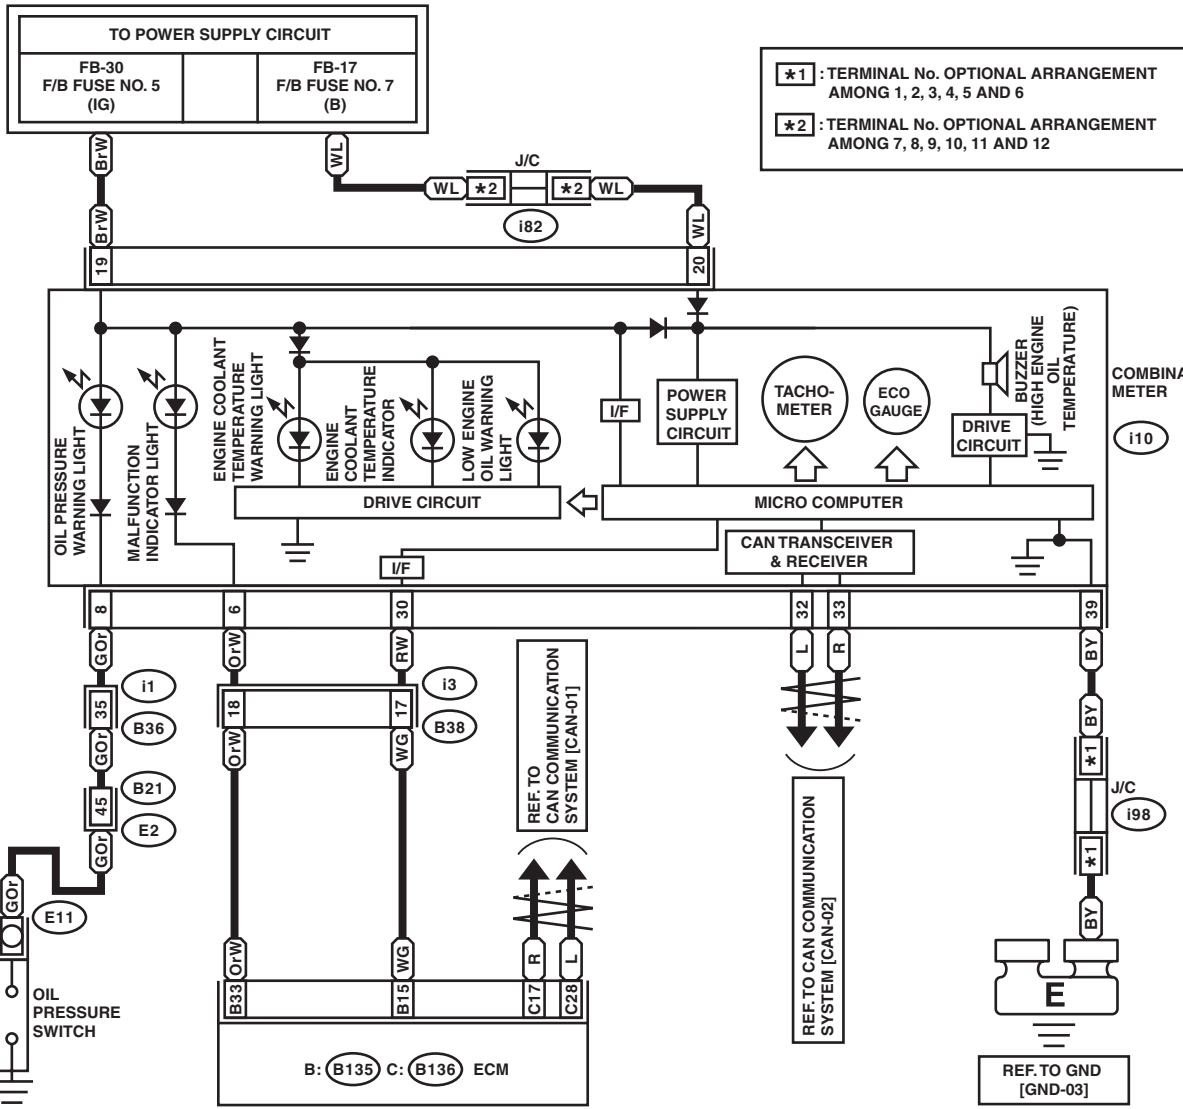 TO POWER SUPPLY CIRCUIT
FB-30
F/B FUSE NO. 5
(IG)
FB-17
F/B FUSE NO. 7
(B)
*1 : TERMINAL No. OPTIONAL ARRANGEMENT
AMONG 1, 2, 3, 4, 5 AND 6
*2 : TERMINAL No. OPTIONAL ARRANGEMENT
AMONG 7, 8, 9, 10, 11 AND 12
BrW
WL
J/C
WL
*2
*2
WL
i82
BrW
WL
19
20
OIL PRESSURE
WARNING LIGHT
MALFUNCTION
INDICATOR LIGHT
ENGINE COOLANT
TEMPERATURE
WARNING LIGHT
ENGINE
COOLANT
TEMPERATURE
INDICATOR
LOW ENGINE
OIL WARNING
LIGHT
I/F
POWER
SUPPLY
CIRCUIT
TACHO-
METER
ECO
GAUGE
BUZZER
(HIGH ENGINE
OIL
TEMPERATURE)
DRIVE
CIRCUIT
COMBINA
METER
i10
DRIVE CIRCUIT
MICRO COMPUTER
I/F
CAN TRANSCEIVER
& RECEIVER
8
6
30
32
33
39
GOr
OrW
RW
L
R
BY
i1
35
B36
18
17
i3
B38
GOr
OrW
WG
B21
45
E2
GOr
GOr
E11
OIL
PRESSURE
SWITCH
REF. TO
CAN COMMUNICATION
SYSTEM [CAN-01]
REF. TO CAN COMMUNICATION
SYSTEM [CAN-02]
BY
*1
J/C
i98
*1
BY
E
REF. TO GND
[GND-03]
OrW
WG
R
L
B33
B15
C17
C28
B: B135 C: B136 ECM